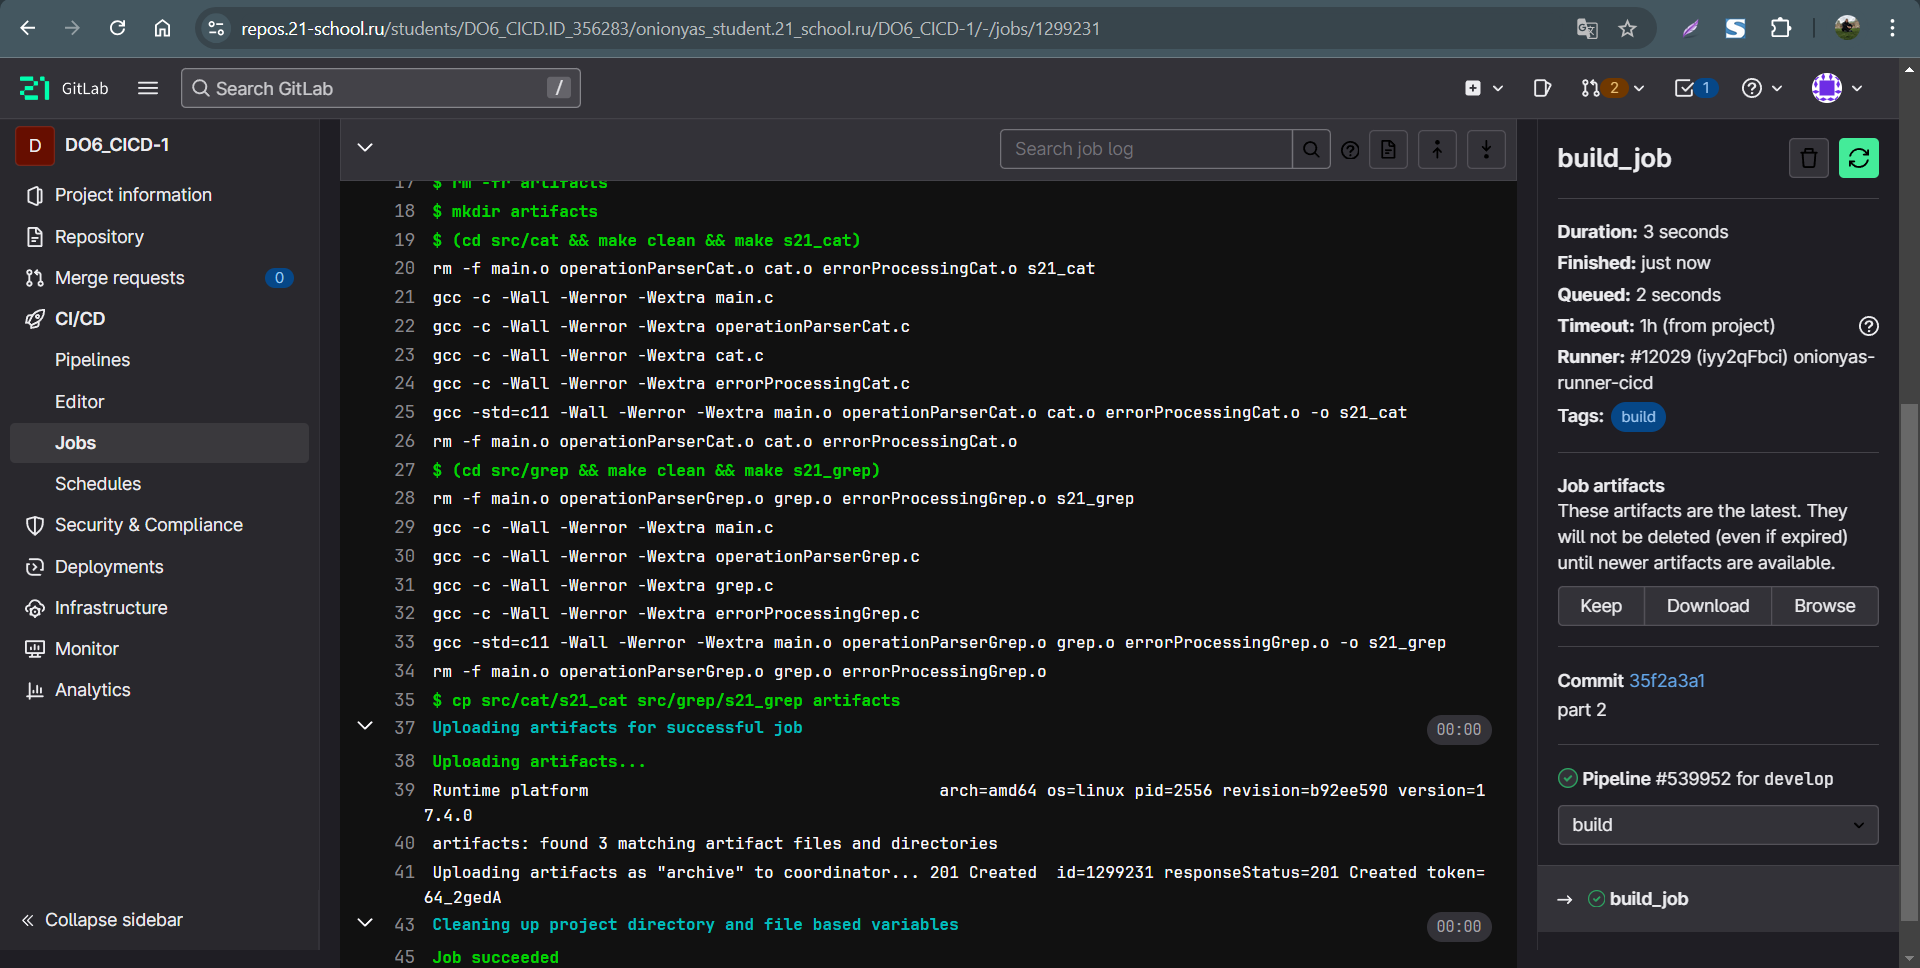 repos.21-school.ru/students/DO6_CICD.ID_356283/onionyas_student.21_school.ru/DO6_CICD-1/-/jobs/1299231
GitLab
Search GitLab
/
2
1
D
DO6_CICD-1
Project information
Repository
Merge requests
0
CI/CD
Pipelines
Editor
Jobs
Schedules
Security & Compliance
Deployments
Infrastructure
Monitor
Analytics
Collapse sidebar
Search job log
17 $ rm -fr artifacts
18 $ mkdir artifacts
19 $ (cd src/cat && make clean && make s21_cat)
20 rm -f main.o operationParserCat.o cat.o errorProcessingCat.o s21_cat
21 gcc -c -Wall -Werror -Wextra main.c
22 gcc -c -Wall -Werror -Wextra operationParserCat.c
23 gcc -c -Wall -Werror -Wextra cat.c
24 gcc -c -Wall -Werror -Wextra errorProcessingCat.c
25 gcc -std=c11 -Wall -Werror -Wextra main.o operationParserCat.o cat.o errorProcessingCat.o -o s21_cat
26 rm -f main.o operationParserCat.o cat.o errorProcessingCat.o
27 $ (cd src/grep && make clean && make s21_grep)
28 rm -f main.o operationParserGrep.o grep.o errorProcessingGrep.o s21_grep
29 gcc -c -Wall -Werror -Wextra main.c
30 gcc -c -Wall -Werror -Wextra operationParserGrep.c
31 gcc -c -Wall -Werror -Wextra grep.c
32 gcc -c -Wall -Werror -Wextra errorProcessingGrep.c
33 gcc -std=c11 -Wall -Werror -Wextra main.o operationParserGrep.o grep.o errorProcessingGrep.o -o s21_grep
34 rm -f main.o operationParserGrep.o grep.o errorProcessingGrep.o
35 $ cp src/cat/s21_cat src/grep/s21_grep artifacts
37 Uploading artifacts for successful job 00:00
38 Uploading artifacts...
39 Runtime platform arch=amd64 os=linux pid=2556 revision=b92ee590 version=1
7.4.0
40 artifacts: found 3 matching artifact files and directories
41 Uploading artifacts as "archive" to coordinator... 201 Created id=1299231 responseStatus=201 Created token=
64_2gedA
43 Cleaning up project directory and file based variables 00:00
45 Job succeeded
build_job
Duration: 3 seconds
Finished: just now
Queued: 2 seconds
Timeout: 1h (from project)
Runner: #12029 (iyy2qFbci) onionyas-
runner-cicd
Tags: build
Job artifacts
These artifacts are the latest. They
will not be deleted (even if expired)
until newer artifacts are available.
Keep Download Browse
Commit 35f2a3a1
part 2
Pipeline #539952 for develop
build
→ build_job